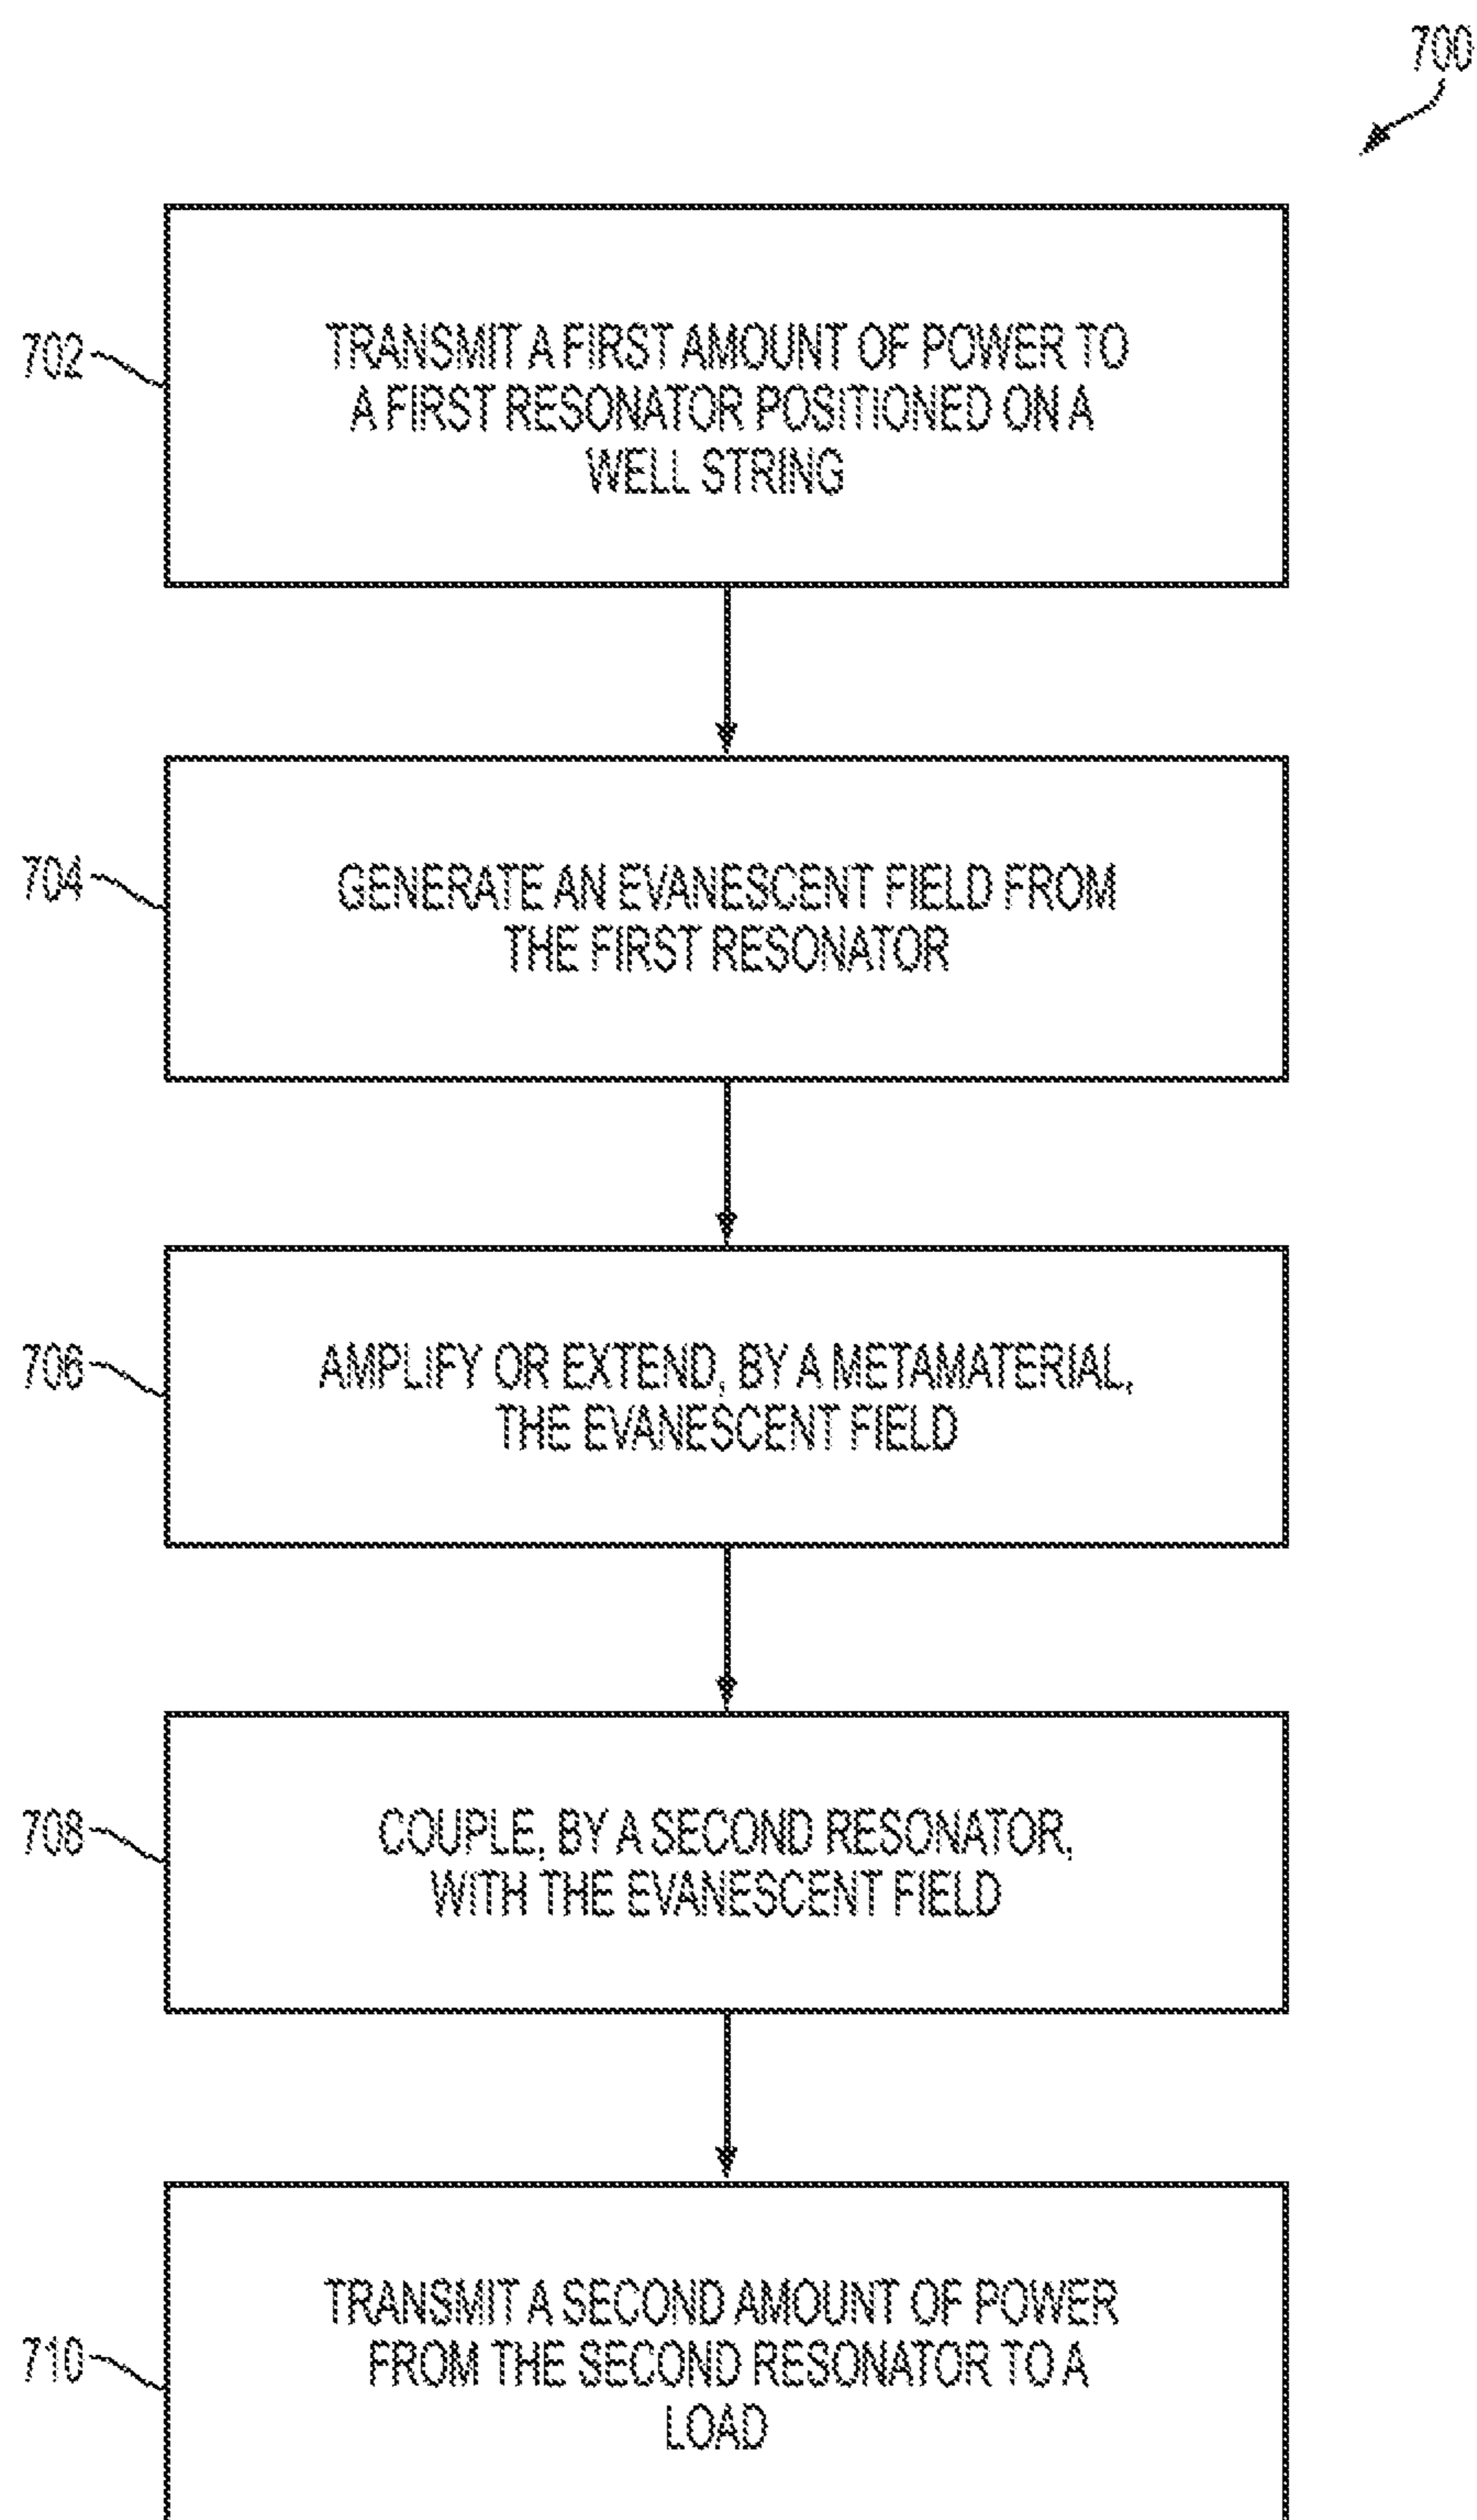 700
702
TRANSMIT A FIRST AMOUNT OF POWER TO
A FIRST RESONATOR POSITIONED ON A
WELL STRING
704
GENERATE AN EVANESCENT FIELD FROM
THE FIRST RESONATOR
706
AMPLIFY OR EXTEND, BY A METAMATERIAL,
THE EVANESCENT FIELD
708
COUPLE, BY A SECOND RESONATOR,
WITH THE EVANESCENT FIELD
710
TRANSMIT A SECOND AMOUNT OF POWER
FROM THE SECOND RESONATOR TO A
LOAD